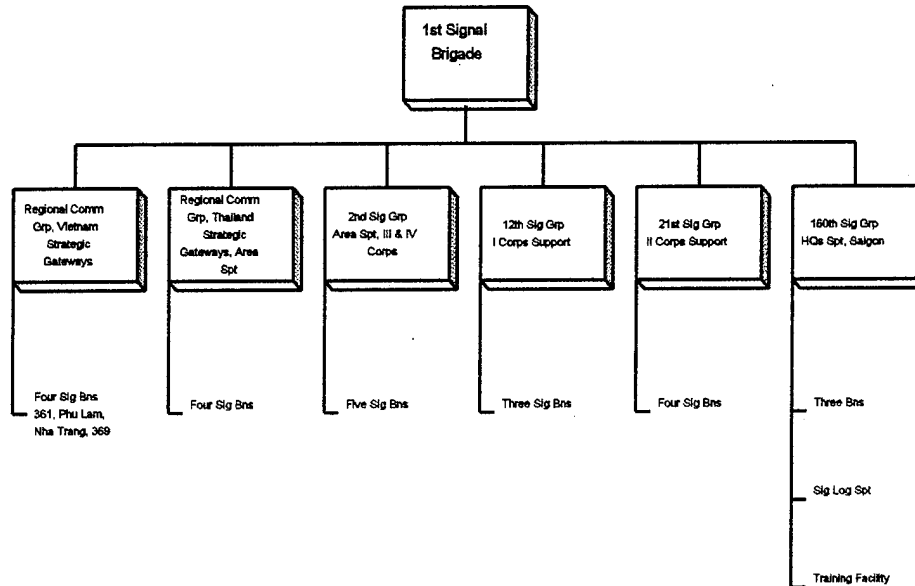 1st Signal
Brigade
Regional Comm
Grp, Vietnam
Strategic
Gateways
Regional Comm
Grp, Thailand
Strategic
Gateways, Area
Spt
2nd Sig Grp
Area Spt, III & IV
Corps
12th Sig Grp
I Corps Support
21st Sig Grp
II Corps Support
160th Sig Grp
HQs Spt, Saigon
Four Sig Bns
361, Phu Lam,
Nha Trang, 369
Four Sig Bns
Five Sig Bns
Three Sig Bns
Four Sig Bns
Three Bns
Sig Log Spt
Training Facility